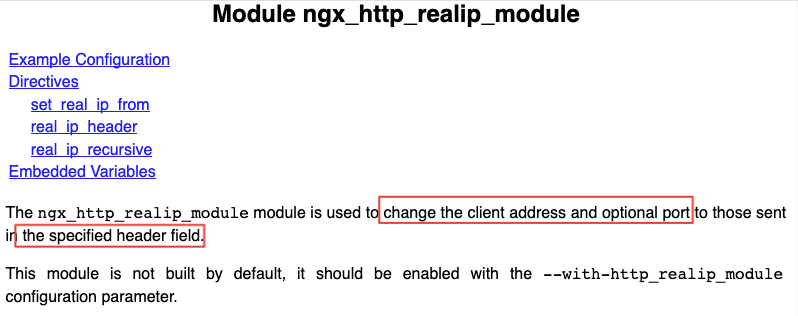 Module ngx_http_realip_module
Example Configuration
Directives
set_real_ip_from
real_ip_header
real_ip_recursive
Embedded Variables
The ngx_http_realip_module module is used to change the client address and optional port to those sent
in the specified header field.
This module is not built by default, it should be enabled with the --with-http_realip_module
configuration parameter.